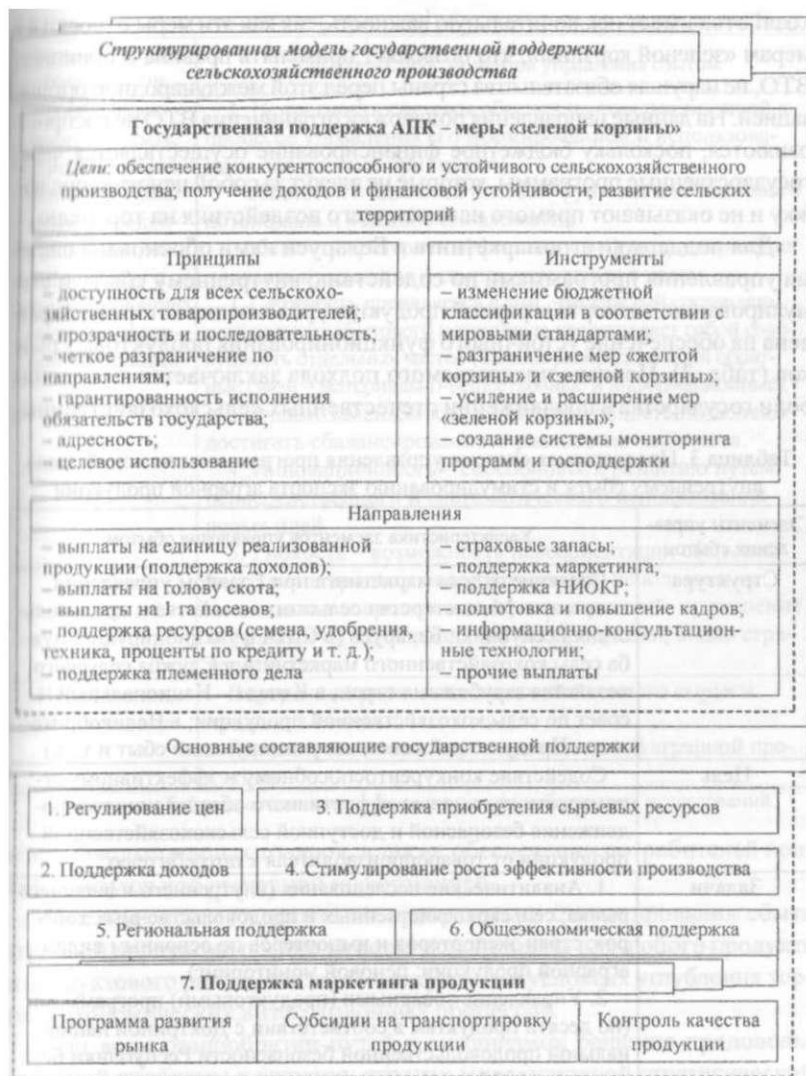 Структурированная модель государственной поддержки
сельскохозяйственного производства
Государственная поддержка АПК – меры «зеленой корзины»
Цели: обеспечение конкурентоспособного и устойчивого сельскохозяйственного
производства; получение доходов и финансовой устойчивости; развитие сельских
территорий
Принципы
– доступность для всех сельскохо-
зяйственных товаропроизводителей;
– прозрачность и последовательность;
– четкое разграничение по
направлениям;
– гарантированность исполнения
обязательств государства;
– адресность;
– целевое использование
Инструменты
– изменение бюджетной
классификации в соответствии с
мировыми стандартами;
– разграничение мер «желтой
корзины» и «зеленой корзины»;
– усиление и расширение мер
«зеленой корзины»;
– создание системы мониторинга
программ и господдержки
Направления
– выплаты на единицу реализованной
продукции (поддержка доходов);
– выплаты на голову скота;
– выплаты на 1 га посевов;
– поддержка ресурсов (семена, удобрения,
техника, проценты по кредиту и т. д.);
– поддержка племенного дела
– страховые запасы;
– поддержка маркетинга;
– поддержка НИОКР;
– подготовка и повышение кадров;
– информационно-консультацион-
ные технологии;
– прочие выплаты
Основные составляющие государственной поддержки
1. Регулирование цен
3. Поддержка приобретения сырьевых ресурсов
2. Поддержка доходов
4. Стимулирование роста эффективности производства
5. Региональная поддержка
6. Общеэкономическая поддержка
7. Поддержка маркетинга продукции
Программа развития
рынка
Субсидии на транспортировку
продукции
Контроль качества
продукции